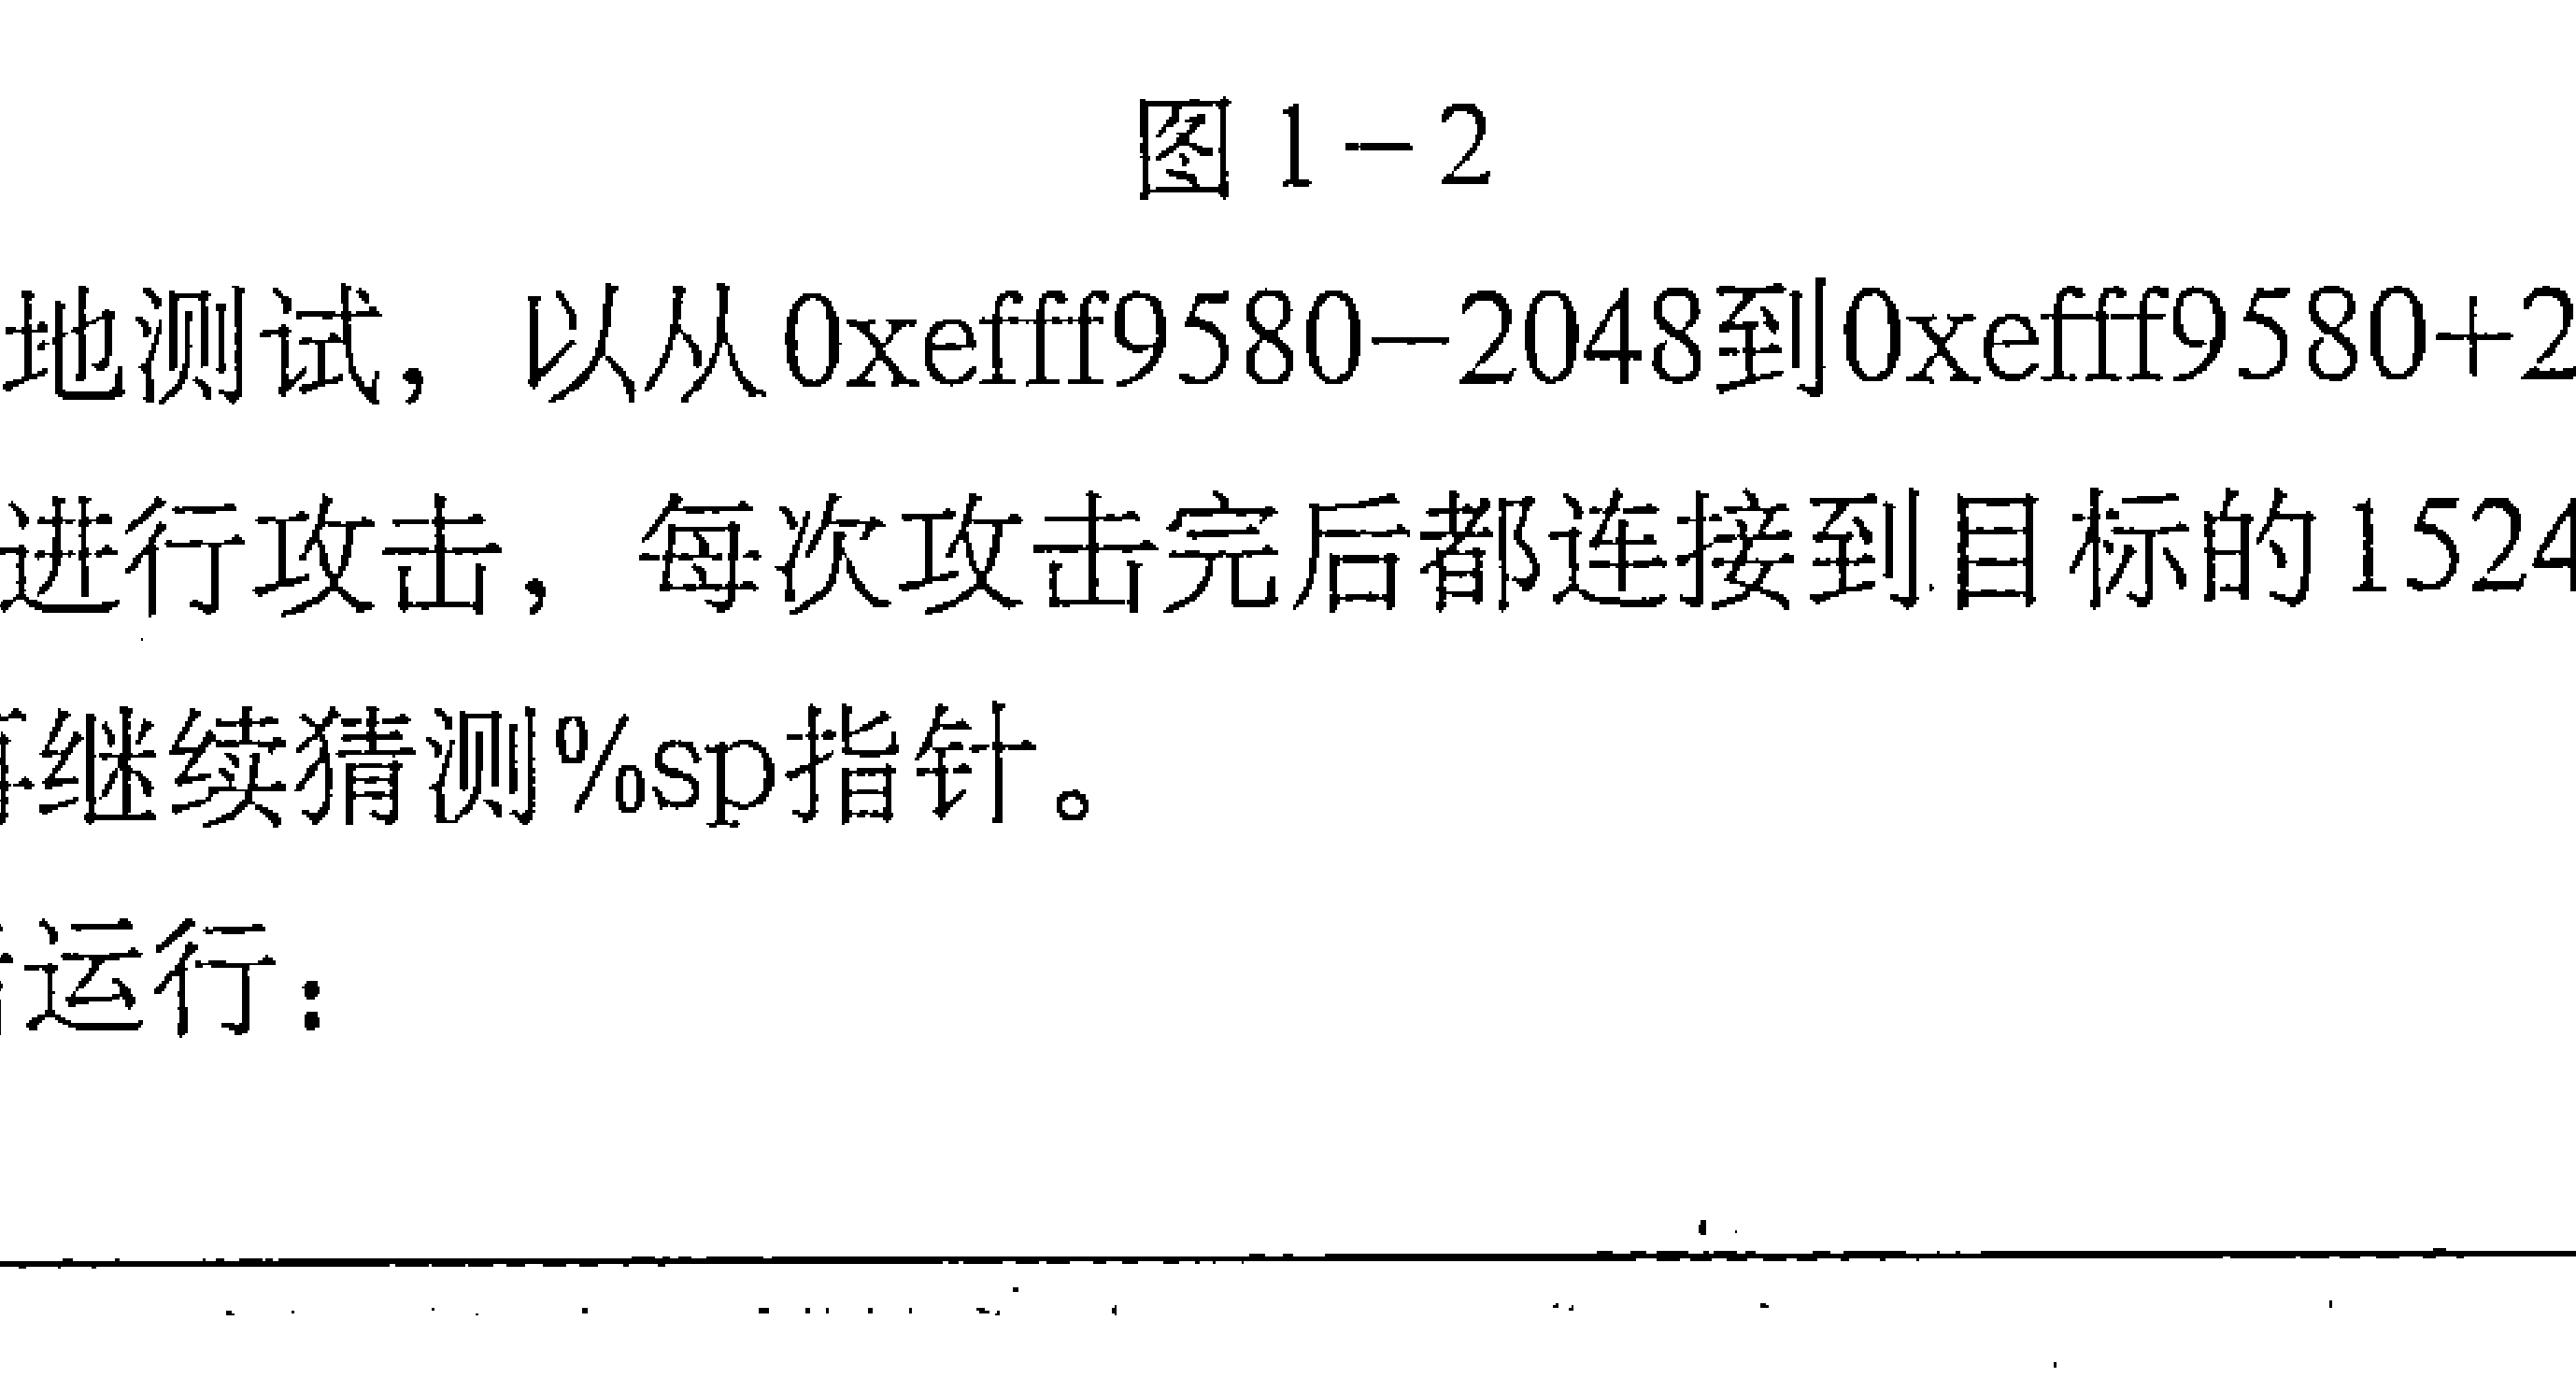 图 1-2
地测试，以从0xefff9580-2048到0xefff9580+2
进行攻击，每次攻击完后都连接到目标的1524
继续猜测%sp指针。
运行：